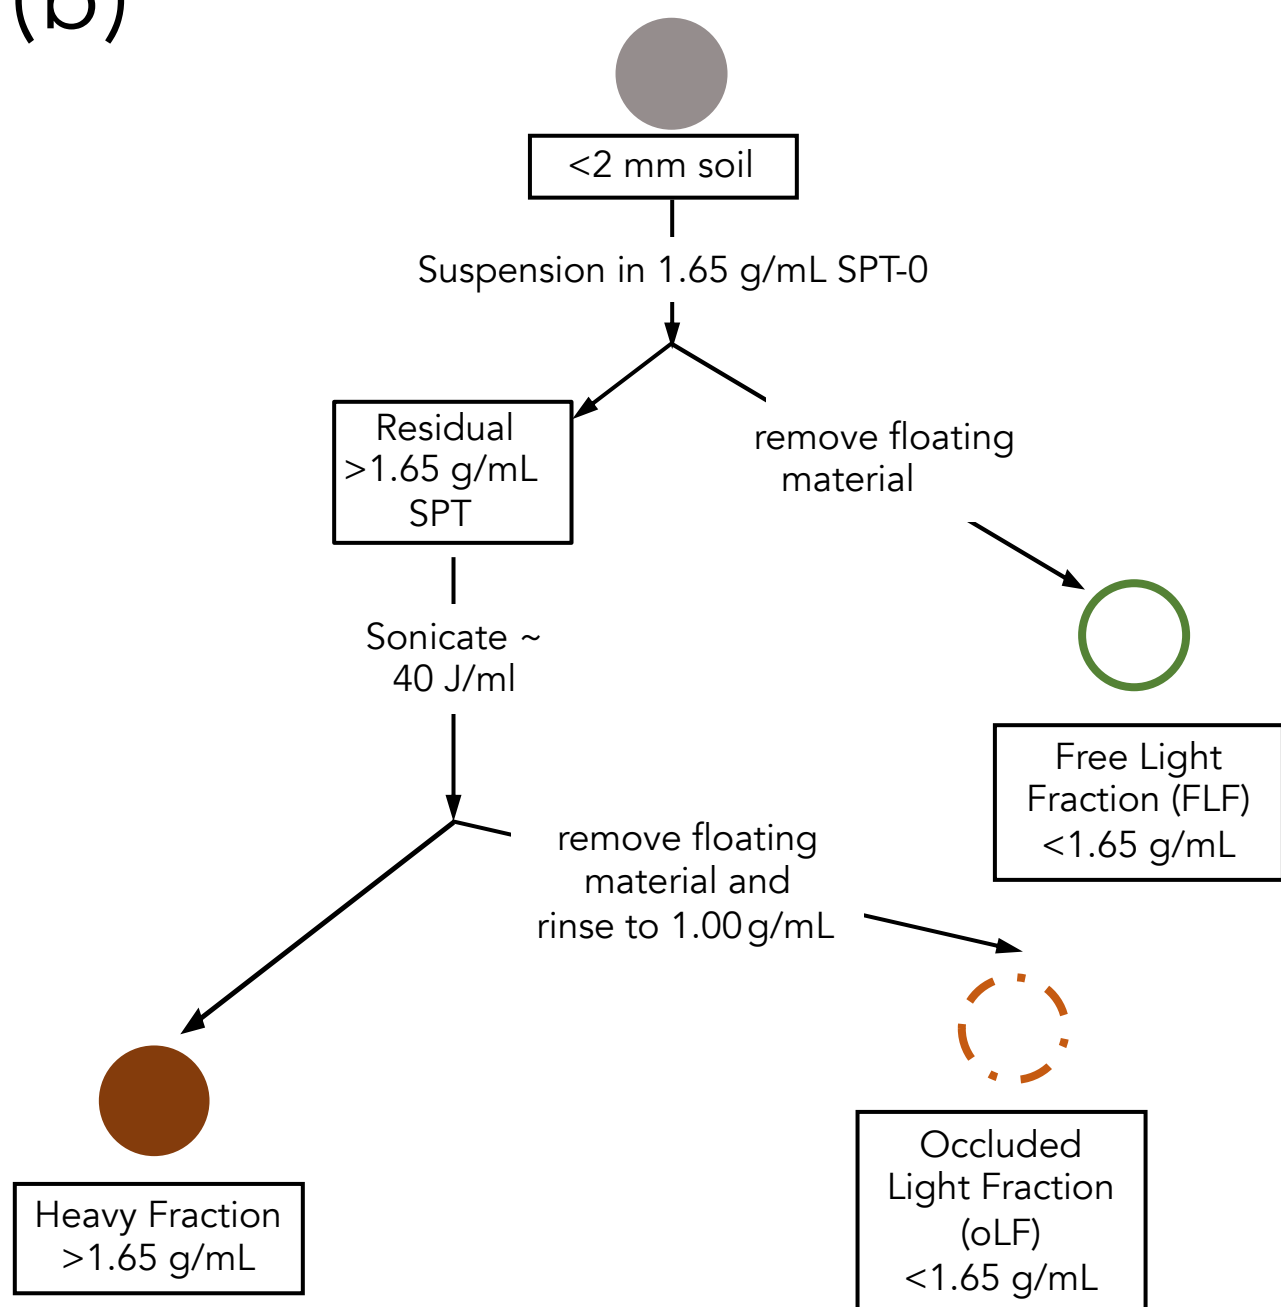 (b)
<2 mm soil
Suspension in 1.65 g/mL SPT-0
Residual
>1.65 g/mL
SPT
remove floating
material
Sonicate ~
40 J/ml
Free Light
Fraction (FLF)
<1.65 g/mL
remove floating
material and
rinse to 1.00 g/mL
Heavy Fraction
>1.65 g/mL
Occluded
Light Fraction
(oLF)
<1.65 g/mL